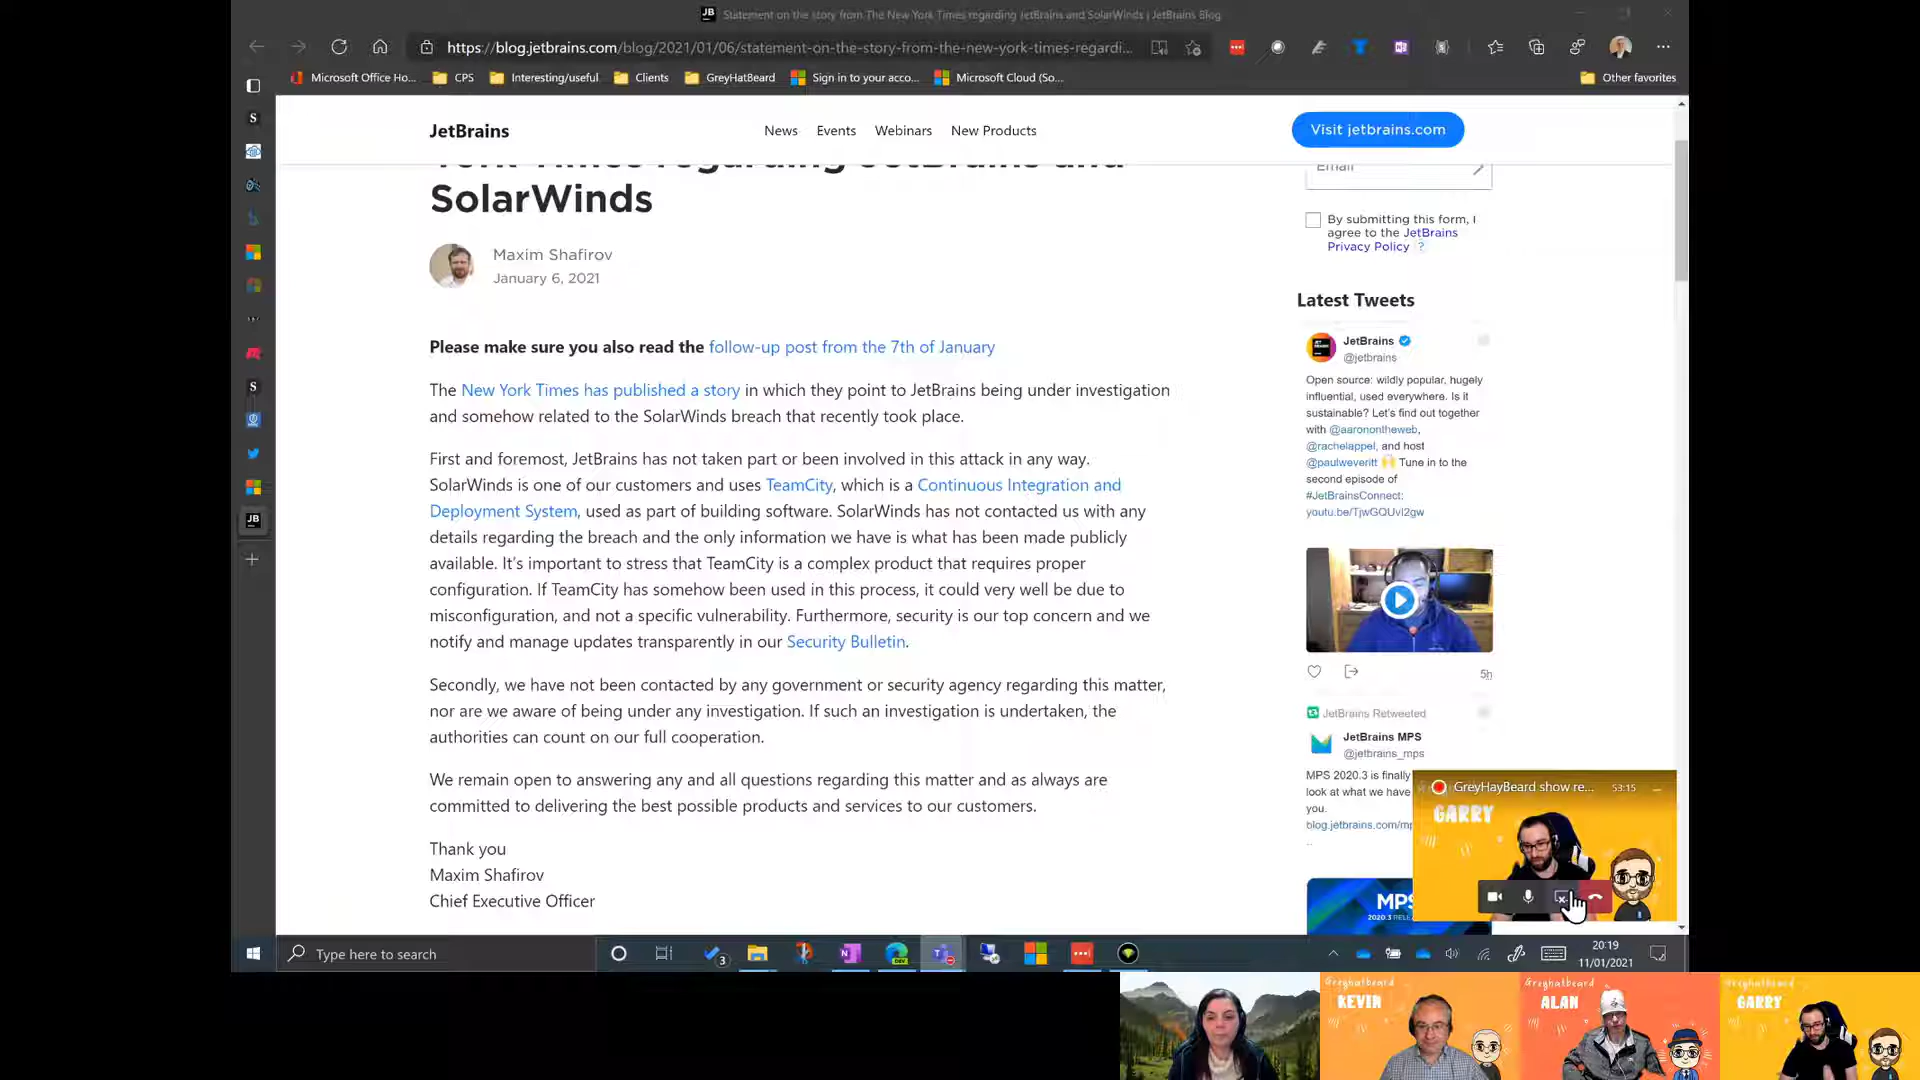 JB Statement on the story from The New York Times regarding JetBrains and SolarWinds | JetBrains Blog
https://blog.jetbrains.com/blog/2021/01/06/statement-on-the-story-from-the-new-york-times-regardi...
Microsoft Office Ho... CPS Interesting/useful Clients GreyHatBeard Sign in to your acco... Microsoft Cloud (So... Other favorites
JetBrains News Events Webinars New Products Visit jetbrains.com
York Times regarding JetBrains and
SolarWinds
Maxim Shafirov
January 6, 2021
Please make sure you also read the follow-up post from the 7th of January
The New York Times has published a story in which they point to JetBrains being under investigation
and somehow related to the SolarWinds breach that recently took place.
First and foremost, JetBrains has not taken part or been involved in this attack in any way.
SolarWinds is one of our customers and uses TeamCity, which is a Continuous Integration and
Deployment System, used as part of building software. SolarWinds has not contacted us with any
details regarding the breach and the only information we have is what has been made publicly
available. It's important to stress that TeamCity is a complex product that requires proper
configuration. If TeamCity has somehow been used in this process, it could very well be due to
misconfiguration, and not a specific vulnerability. Furthermore, security is our top concern and we
notify and manage updates transparently in our Security Bulletin.
Secondly, we have not been contacted by any government or security agency regarding this matter,
nor are we aware of being under any investigation. If such an investigation is undertaken, the
authorities can count on our full cooperation.
We remain open to answering any and all questions regarding this matter and as always are
committed to delivering the best possible products and services to our customers.
Thank you
Maxim Shafirov
Chief Executive Officer
Email
By submitting this form, I
agree to the JetBrains
Privacy Policy ?
Latest Tweets
JetBrains
@jetbrains
Open source: wildly popular, hugely
influential, used everywhere. Is it
sustainable? Let's find out together
with @aaronontheweb,
@rachelappel, and host
@paulweveritt Tune in to the
second episode of
#JetBrainsConnect:
youtu.be/TjwGQUvl2gw
5h
JetBrains Retweeted
JetBrains MPS
@jetbrains_mps
MPS 2020.3 is finally
look at what we have
you.
blog.jetbrains.com/mp
MPS
GreyHayBeard show re... 53:15
GARRY
JB
Type here to search
3
DEV
20:19
11/01/2021
Greyhatbeard
KEVIN
Greyhatbeard
ALAN
Greyhatbeard
GARRY